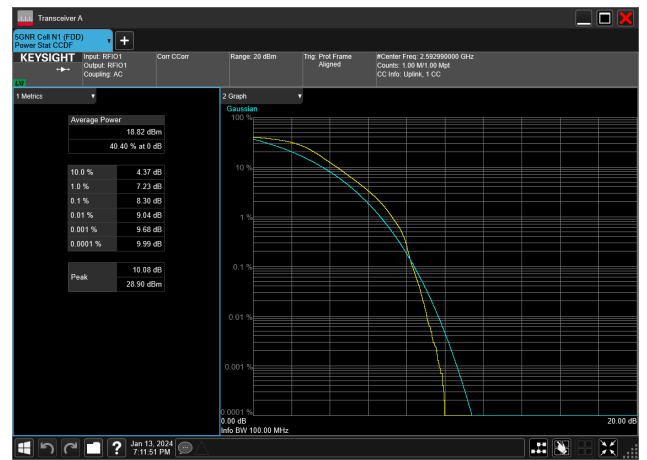 Transceiver A
5GNR Cell N1 (FDD)
Power Stat CCDF
KEYSIGHT
Input: RFIO1
Output: RFIO1
Coupling: AC
Corr CCorr
Range: 20 dBm
Trig: Prot Frame
Aligned
#Center Freq: 2.592990000 GHz
Counts: 1.00 M/1.00 Mpt
CC Info: Uplink, 1 CC
1 Metrics
Average Power
18.82 dBm
40.40 % at 0 dB
10.0 % 4.37 dB
1.0 % 7.23 dB
0.1 % 8.30 dB
0.01 % 9.04 dB
0.001 % 9.68 dB
0.0001 % 9.99 dB
Peak
10.08 dB
28.90 dBm
2 Graph
Gaussian
100 %
10 %
1 %
0.1 %
0.01 %
0.001 %
0.0001 %
0.00 dB 20.00 dB
Info BW 100.00 MHz
?
Jan 13, 2024
7:11:51 PM